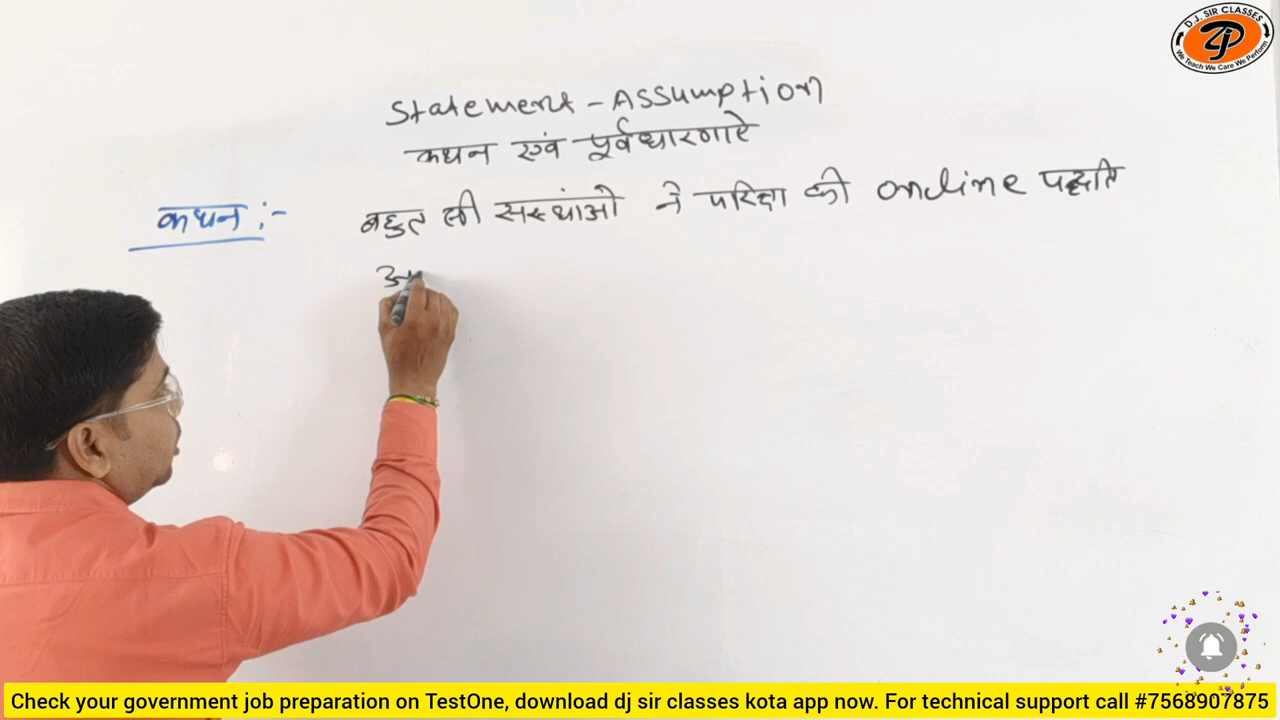 D.J. SIR CLASSES
We Teach We Care We Perform
Statement - Assumption
कथन एवं पूर्वधारणाऐ
कथन :- बहुत सी संस्थांओ ने परिक्षा की online पद्धति
Check your government job preparation on TestOne, download dj sir classes kota app now. For technical support call #7568907875